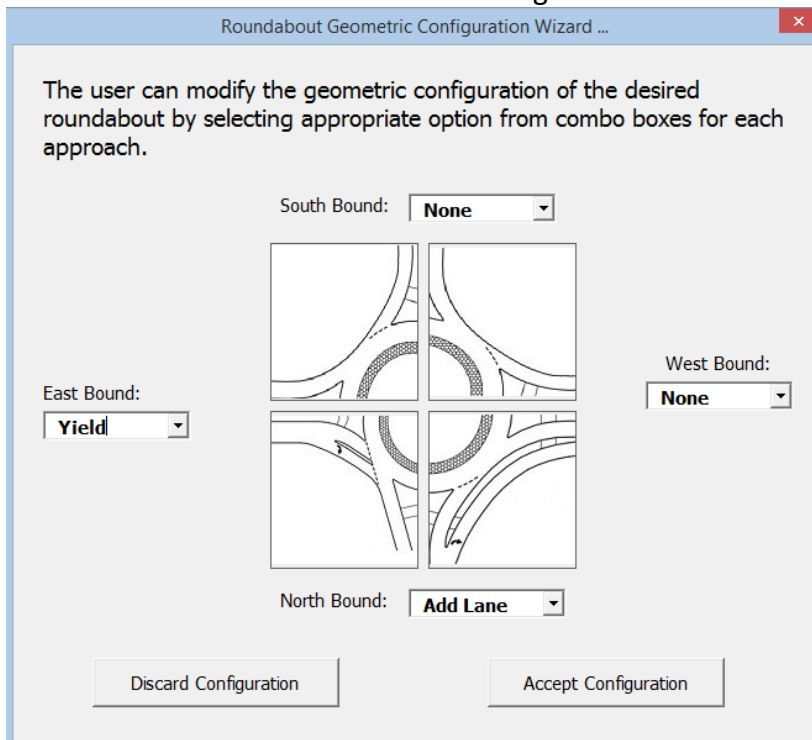 Roundabout Geometric Configuration Wizard ...
The user can modify the geometric configuration of the desired
roundabout by selecting appropriate option from combo boxes for each
approach.
South Bound: None
West Bound:
None
East Bound:
Yield
North Bound: Add Lane
Discard Configuration
Accept Configuration